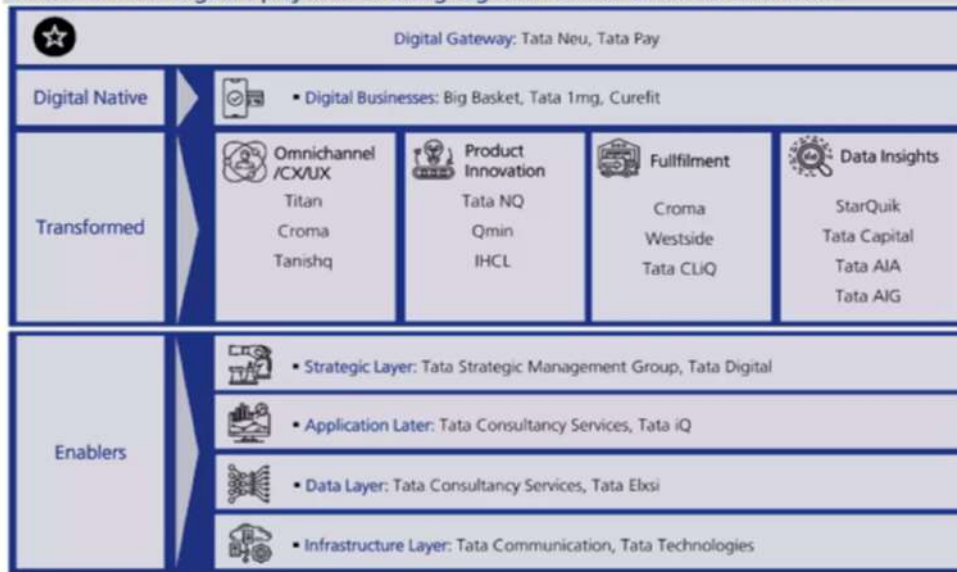 Digital Gateway: Tata Neu, Tata Pay
Digital Native
▪ Digital Businesses: Big Basket, Tata 1mg, Curefit
Transformed
Omnichannel
/CX/UX
Titan
Croma
Tanishq
Product
Innovation
Tata NQ
Qmin
IHCL
Fullfilment
Croma
Westside
Tata CLiQ
Data Insights
StarQuik
Tata Capital
Tata AIA
Tata AIG
Enablers
▪ Strategic Layer: Tata Strategic Management Group, Tata Digital
▪ Application Later: Tata Consultancy Services, Tata iQ
▪ Data Layer: Tata Consultancy Services, Tata Elxsi
▪ Infrastructure Layer: Tata Communication, Tata Technologies